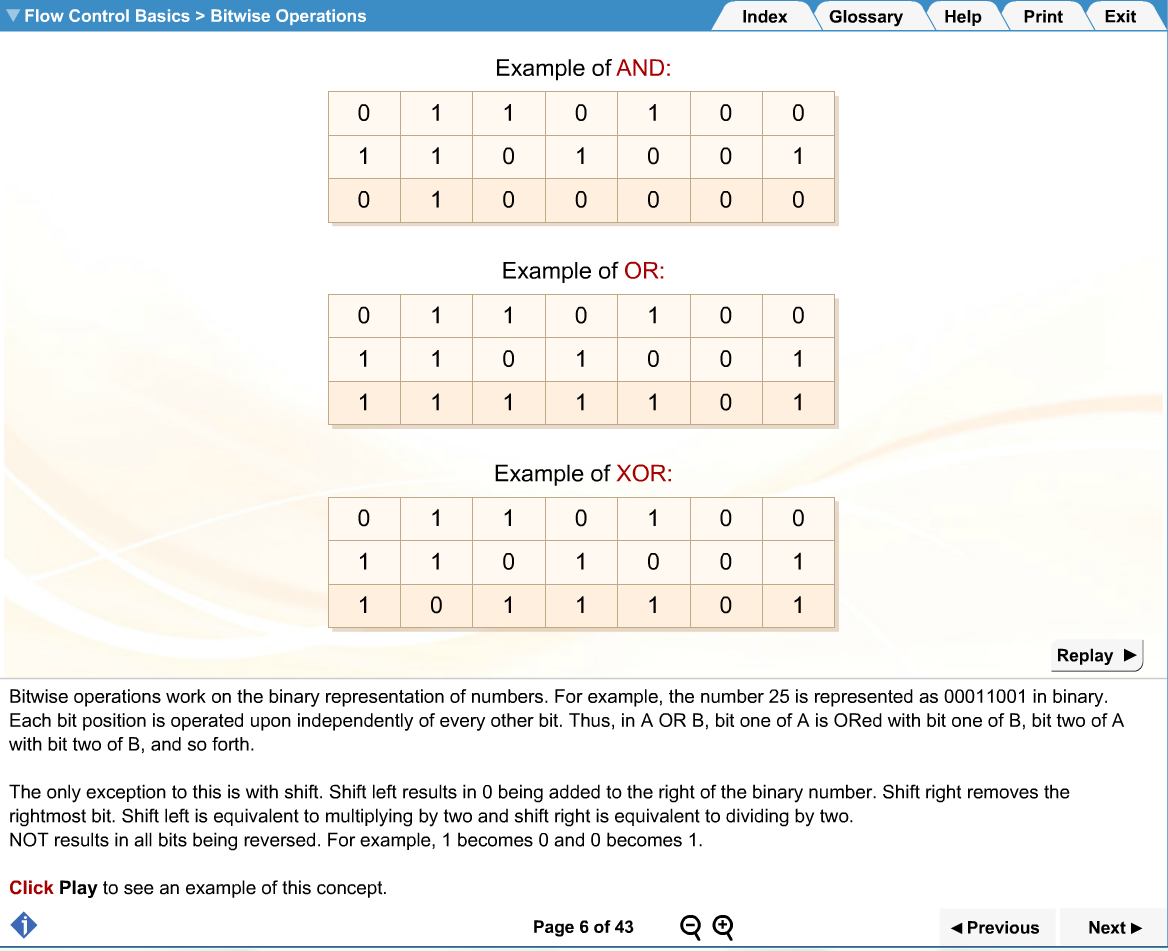 Flow Control Basics > Bitwise Operations
Index
Glossary
Help
Print
Exit
Example of AND:
0 1 1 0 1 0 0
1 1 0 1 0 0 1
0 1 0 0 0 0 0
Example of OR:
0 1 1 0 1 0 0
1 1 0 1 0 0 1
1 1 1 1 1 0 1
Example of XOR:
0 1 1 0 1 0 0
1 1 0 1 0 0 1
1 0 1 1 1 0 1
Replay
Bitwise operations work on the binary representation of numbers. For example, the number 25 is represented as 00011001 in binary.
Each bit position is operated upon independently of every other bit. Thus, in A OR B, bit one of A is ORed with bit one of B, bit two of A
with bit two of B, and so forth.
The only exception to this is with shift. Shift left results in 0 being added to the right of the binary number. Shift right removes the
rightmost bit. Shift left is equivalent to multiplying by two and shift right is equivalent to dividing by two.
NOT results in all bits being reversed. For example, 1 becomes 0 and 0 becomes 1.
Click Play to see an example of this concept.
Page 6 of 43
Previous
Next